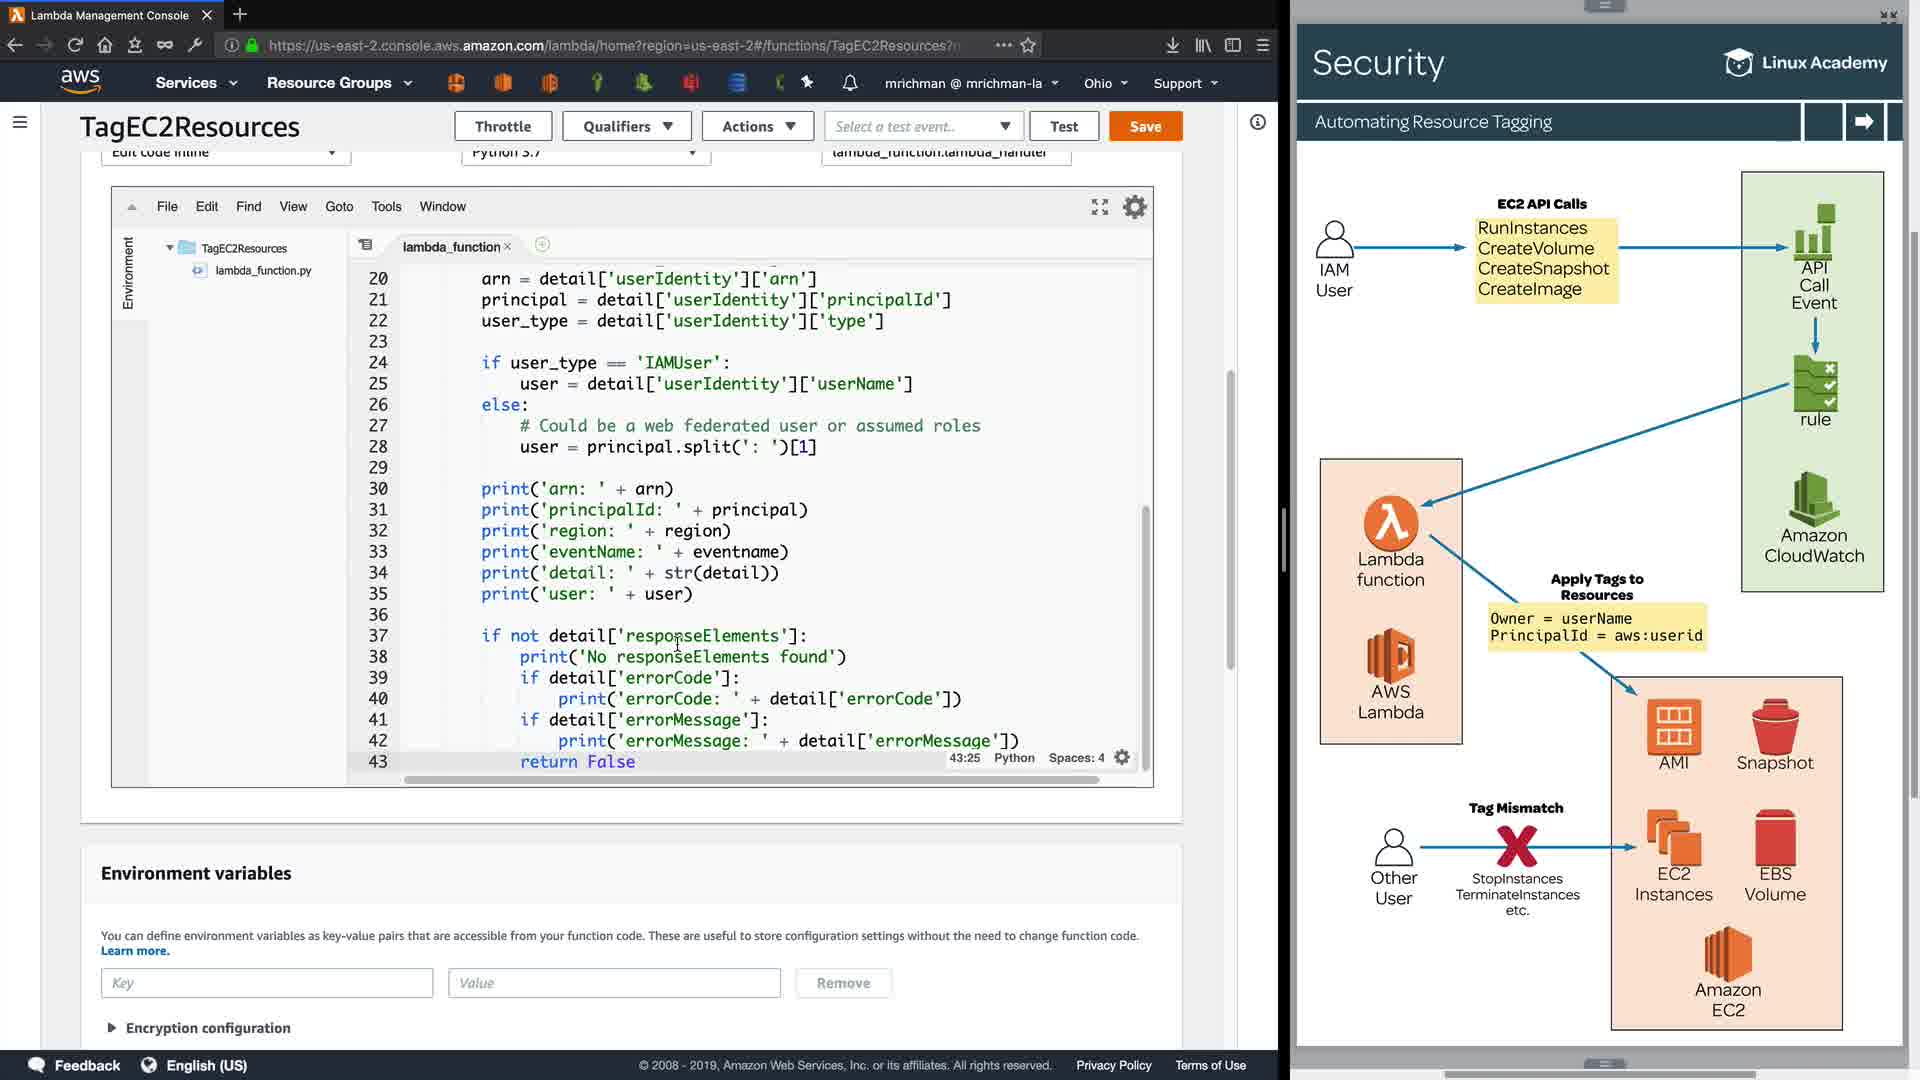 Lambda Management Console
https://us-east-2.console.aws.amazon.com/lambda/home?region=us-east-2#/functions/TagEC2Resources?
aws
Services
Resource Groups
mrichman @ mrichman-la
Ohio
Support
TagEC2Resources
Throttle
Qualifiers
Actions
Select a test event..
Test
Save
Edit code inline
Python 3.7
lambda_function.lambda_handler
File Edit Find View Goto Tools Window
Environment
TagEC2Resources
lambda_function.py
lambda_function
20 arn = detail['userIdentity']['arn']
21 principal = detail['userIdentity']['principalId']
22 user_type = detail['userIdentity']['type']
23
24 if user_type == 'IAMUser':
25 user = detail['userIdentity']['userName']
26 else:
27 # Could be a web federated user or assumed roles
28 user = principal.split(': ')[1]
29
30 print('arn: ' + arn)
31 print('principalId: ' + principal)
32 print('region: ' + region)
33 print('eventName: ' + eventname)
34 print('detail: ' + str(detail))
35 print('user: ' + user)
36
37 if not detail['responseElements']:
38 print('No responseElements found')
39 if detail['errorCode']:
40 print('errorCode: ' + detail['errorCode'])
41 if detail['errorMessage']:
42 print('errorMessage: ' + detail['errorMessage'])
43 return False
43:25 Python Spaces: 4
Environment variables
You can define environment variables as key-value pairs that are accessible from your function code. These are useful to store configuration settings without the need to change function code.
Learn more.
Key
Value
Remove
Encryption configuration
Feedback
English (US)
© 2008 - 2019, Amazon Web Services, Inc. or its affiliates. All rights reserved.
Privacy Policy
Terms of Use
Security
Linux Academy
Automating Resource Tagging
IAM
User
EC2 API Calls
RunInstances
CreateVolume
CreateSnapshot
CreateImage
API
Call
Event
rule
Amazon
CloudWatch
Lambda
function
AWS
Lambda
Apply Tags to
Resources
Owner = userName
PrincipalId = aws:userid
AMI
Snapshot
EC2
Instances
EBS
Volume
Amazon
EC2
Tag Mismatch
Other
User
StopInstances
TerminateInstances
etc.